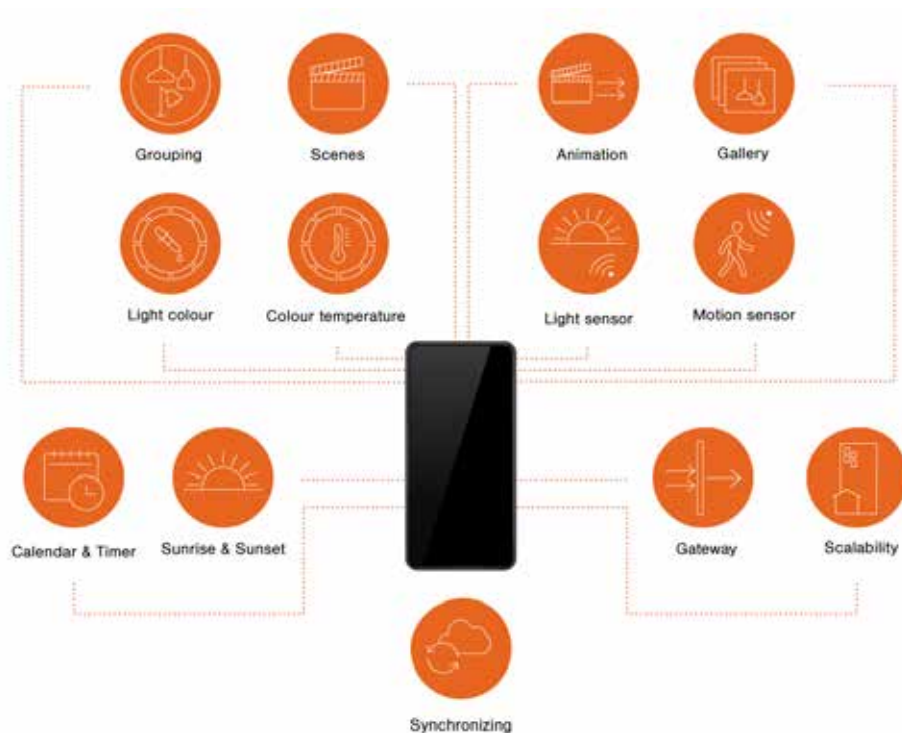 Grouping
Scenes
Animation
Gallery
Light colour
Colour temperature
Light sensor
Motion sensor
Calendar & Timer
Sunrise & Sunset
Gateway
Scalability
Synchronizing